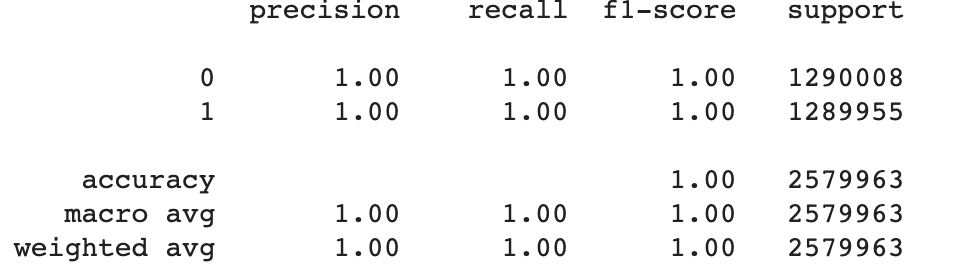 precision recall f1-score support
0 1.00 1.00 1.00 1290008
1 1.00 1.00 1.00 1289955
accuracy 1.00 2579963
macro avg 1.00 1.00 1.00 2579963
weighted avg 1.00 1.00 1.00 2579963